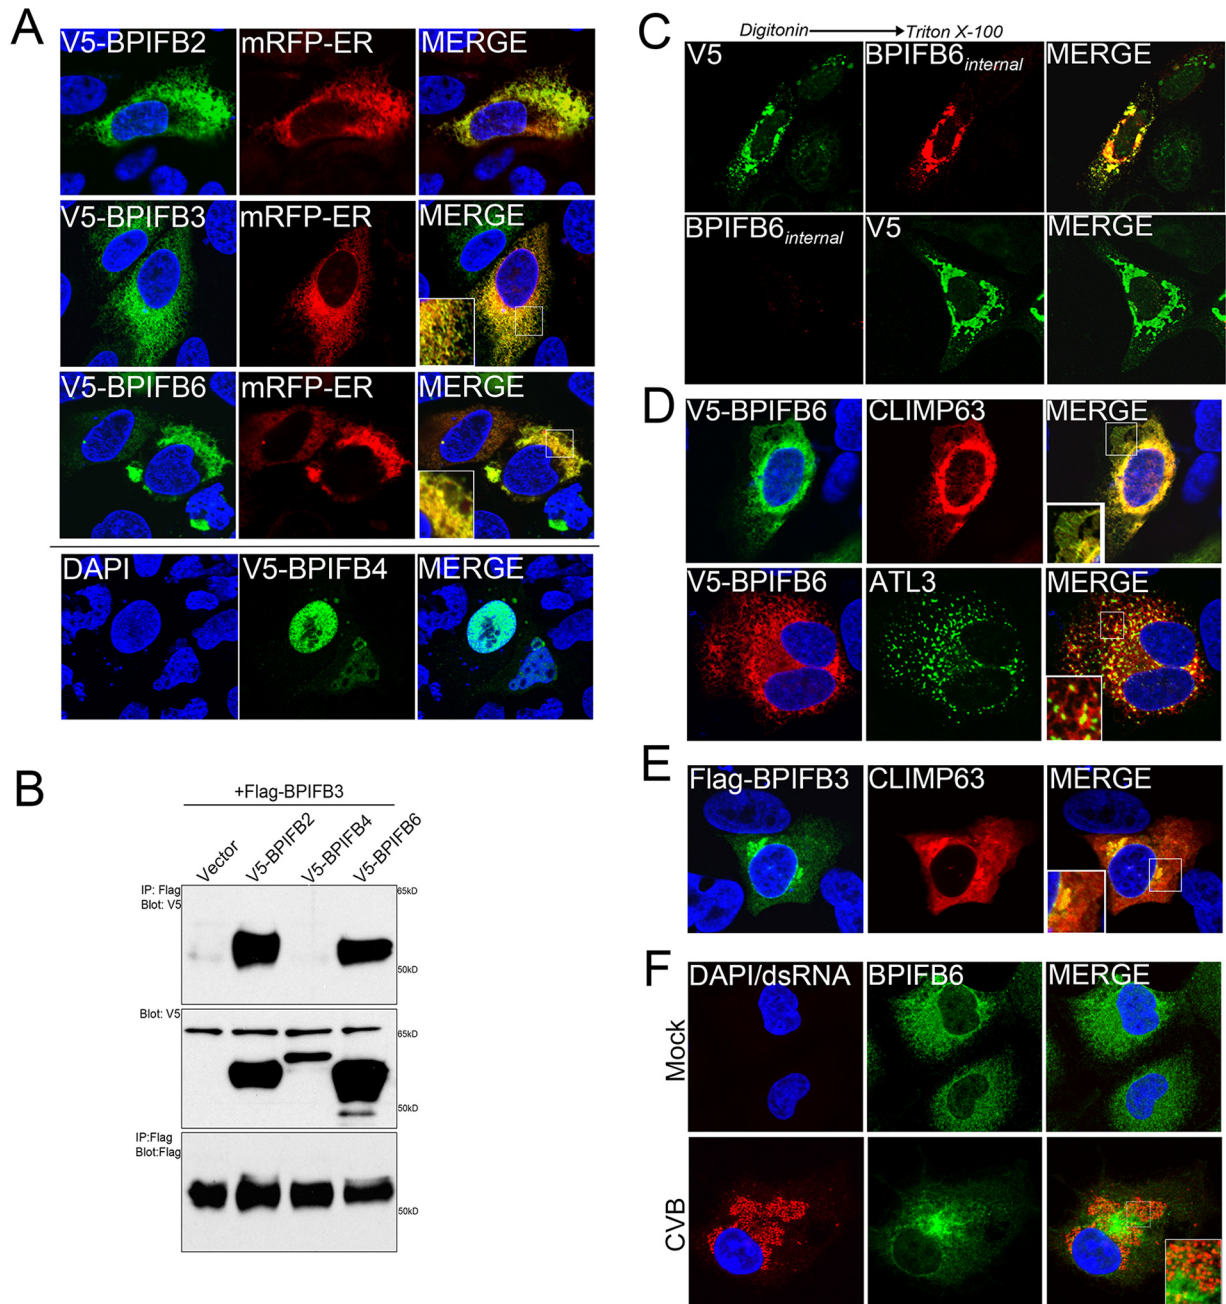 A
V5-BPIFB2 mRFP-ER MERGE
V5-BPIFB3 mRFP-ER MERGE
V5-BPIFB6 mRFP-ER MERGE
DAPI V5-BPIFB4 MERGE
B
+Flag-BPIFB3
Vector
V5-BPIFB2
V5-BPIFB4
V5-BPIFB6
IP: Flag
Blot: V5
65kD
50kD
Blot: V5
65kD
50kD
IP:Flag
Blot:Flag
50kD
C
Digitonin Triton X-100
V5 BPIFB6internal MERGE
BPIFB6internal V5 MERGE
D
V5-BPIFB6 CLIMP63 MERGE
V5-BPIFB6 ATL3 MERGE
E
Flag-BPIFB3 CLIMP63 MERGE
F
DAPI/dsRNA BPIFB6 MERGE
Mock
CVB